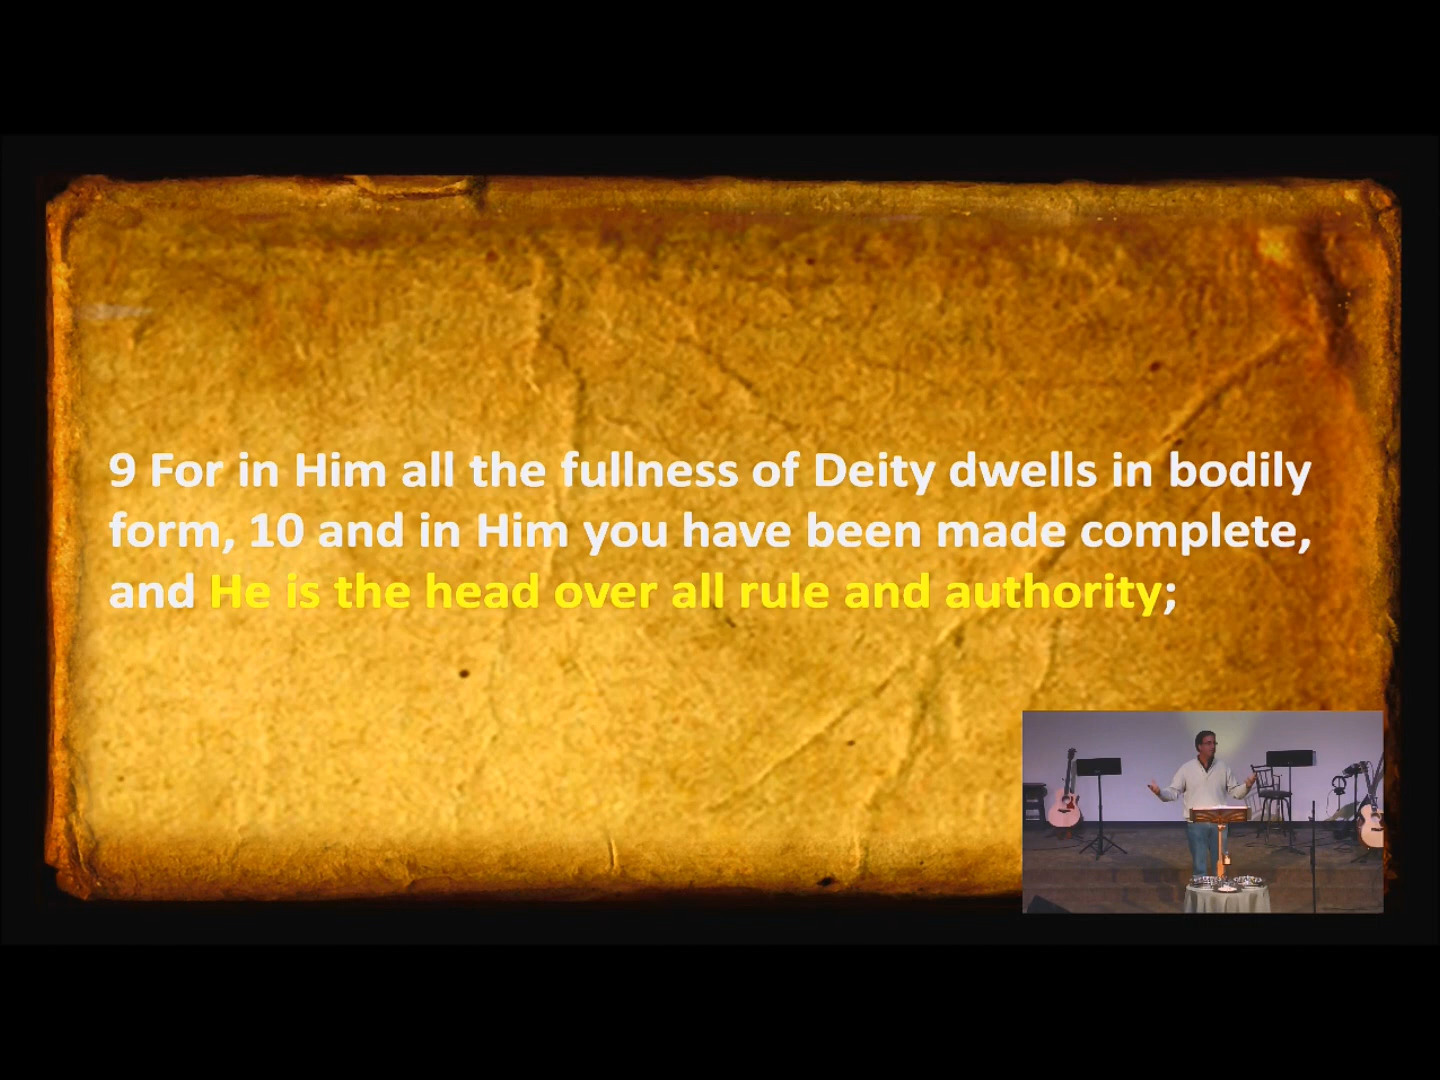 9 For in Him all the fullness of Deity dwells in bodily
form, 10 and in Him you have been made complete,
and He is the head over all rule and authority;